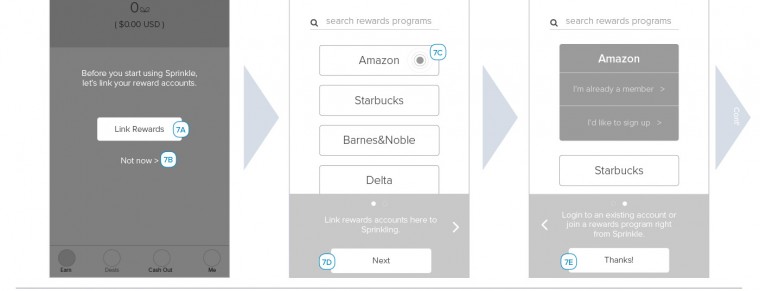 0
( $0.00 USD )
Before you start using Sprinkle,
let's link your reward accounts.
Link Rewards 7A
Not now > 7B
Earn Deals Cash Out Me
search rewards programs
Amazon 7C
Starbucks
Barnes&Noble
Delta
Link rewards accounts here to
Sprinkling.
7D Next
search rewards programs
Amazon
I'm already a member >
I'd like to sign up >
Starbucks
Login to an existing account or
join a rewards program right
from Sprinkle.
7E Thanks!